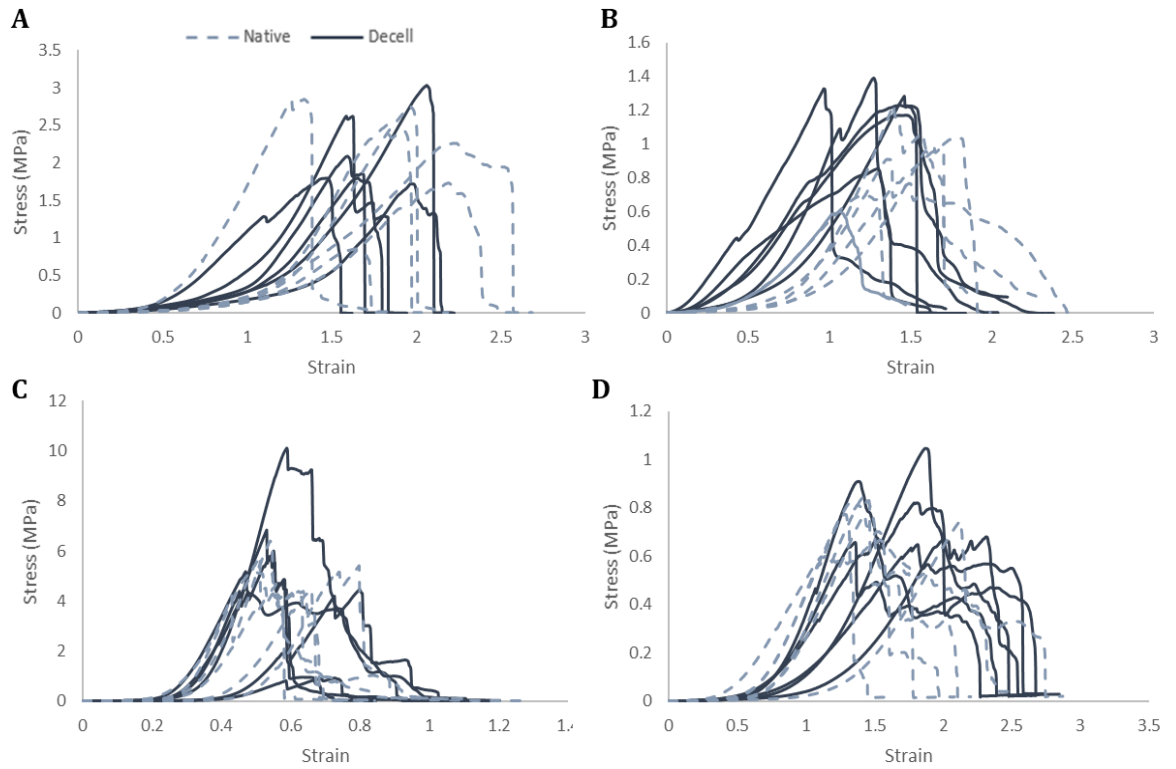 A
B
Native Decell
3.5
3
2.5
2
1.5
1
0.5
0
Stress (MPa)
0 0.5 1 1.5 2 2.5 3
Strain
1.6
1.4
1.2
1
0.8
0.6
0.4
0.2
0
Stress (MPa)
0 0.5 1 1.5 2 2.5 3
Strain
C
D
12
10
8
6
4
2
0
Stress (MPa)
0 0.2 0.4 0.6 0.8 1 1.2 1.4
Strain
1.2
1
0.8
0.6
0.4
0.2
0
Stress (MPa)
0 0.5 1 1.5 2 2.5 3 3.5
Strain